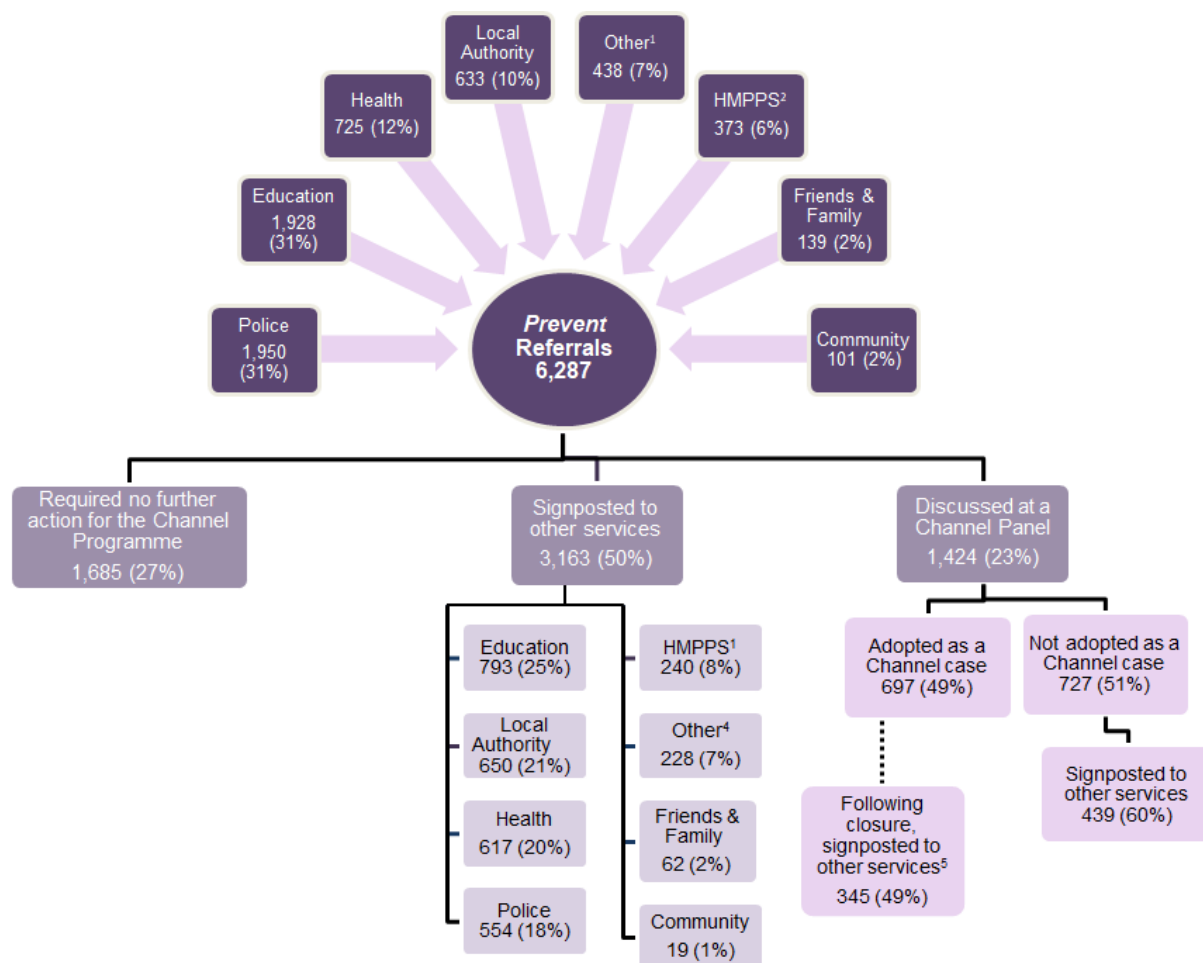 Local
Authority
633 (10%)
Other¹
438 (7%)
Health
725 (12%)
HMPPS²
373 (6%)
Education
1,928
(31%)
Friends &
Family
139 (2%)
Police
1,950
(31%)
Prevent
Referrals
6,287
Community
101 (2%)
Required no further
action for the Channel
Programme
1,685 (27%)
Signposted to
other services
3,163 (50%)
Discussed at a
Channel Panel
1,424 (23%)
Education
793 (25%)
Local
Authority
650 (21%)
Health
617 (20%)
Police
554 (18%)
HMPPS¹
240 (8%)
Other⁴
228 (7%)
Friends &
Family
62 (2%)
Community
19 (1%)
Adopted as a
Channel case
697 (49%)
Following
closure,
signposted to
other services⁵
345 (49%)
Not adopted as a
Channel case
727 (51%)
Signposted to
other services
439 (60%)